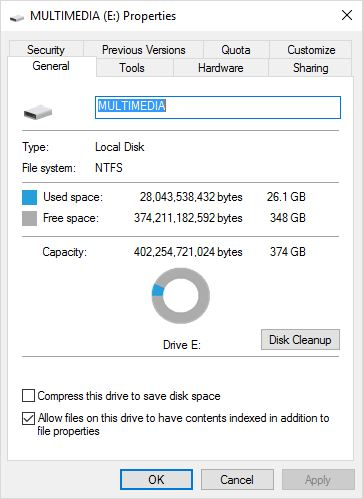 MULTIMEDIA (E:) Properties
Security Previous Versions Quota Customize
General Tools Hardware Sharing
MULTIMEDIA
Type: Local Disk
File system: NTFS
Used space: 28,043,538,432 bytes 26.1 GB
Free space: 374,211,182,592 bytes 348 GB
Capacity: 402,254,721,024 bytes 374 GB
Drive E: Disk Cleanup
Compress this drive to save disk space
Allow files on this drive to have contents indexed in addition to
file properties
OK Cancel Apply